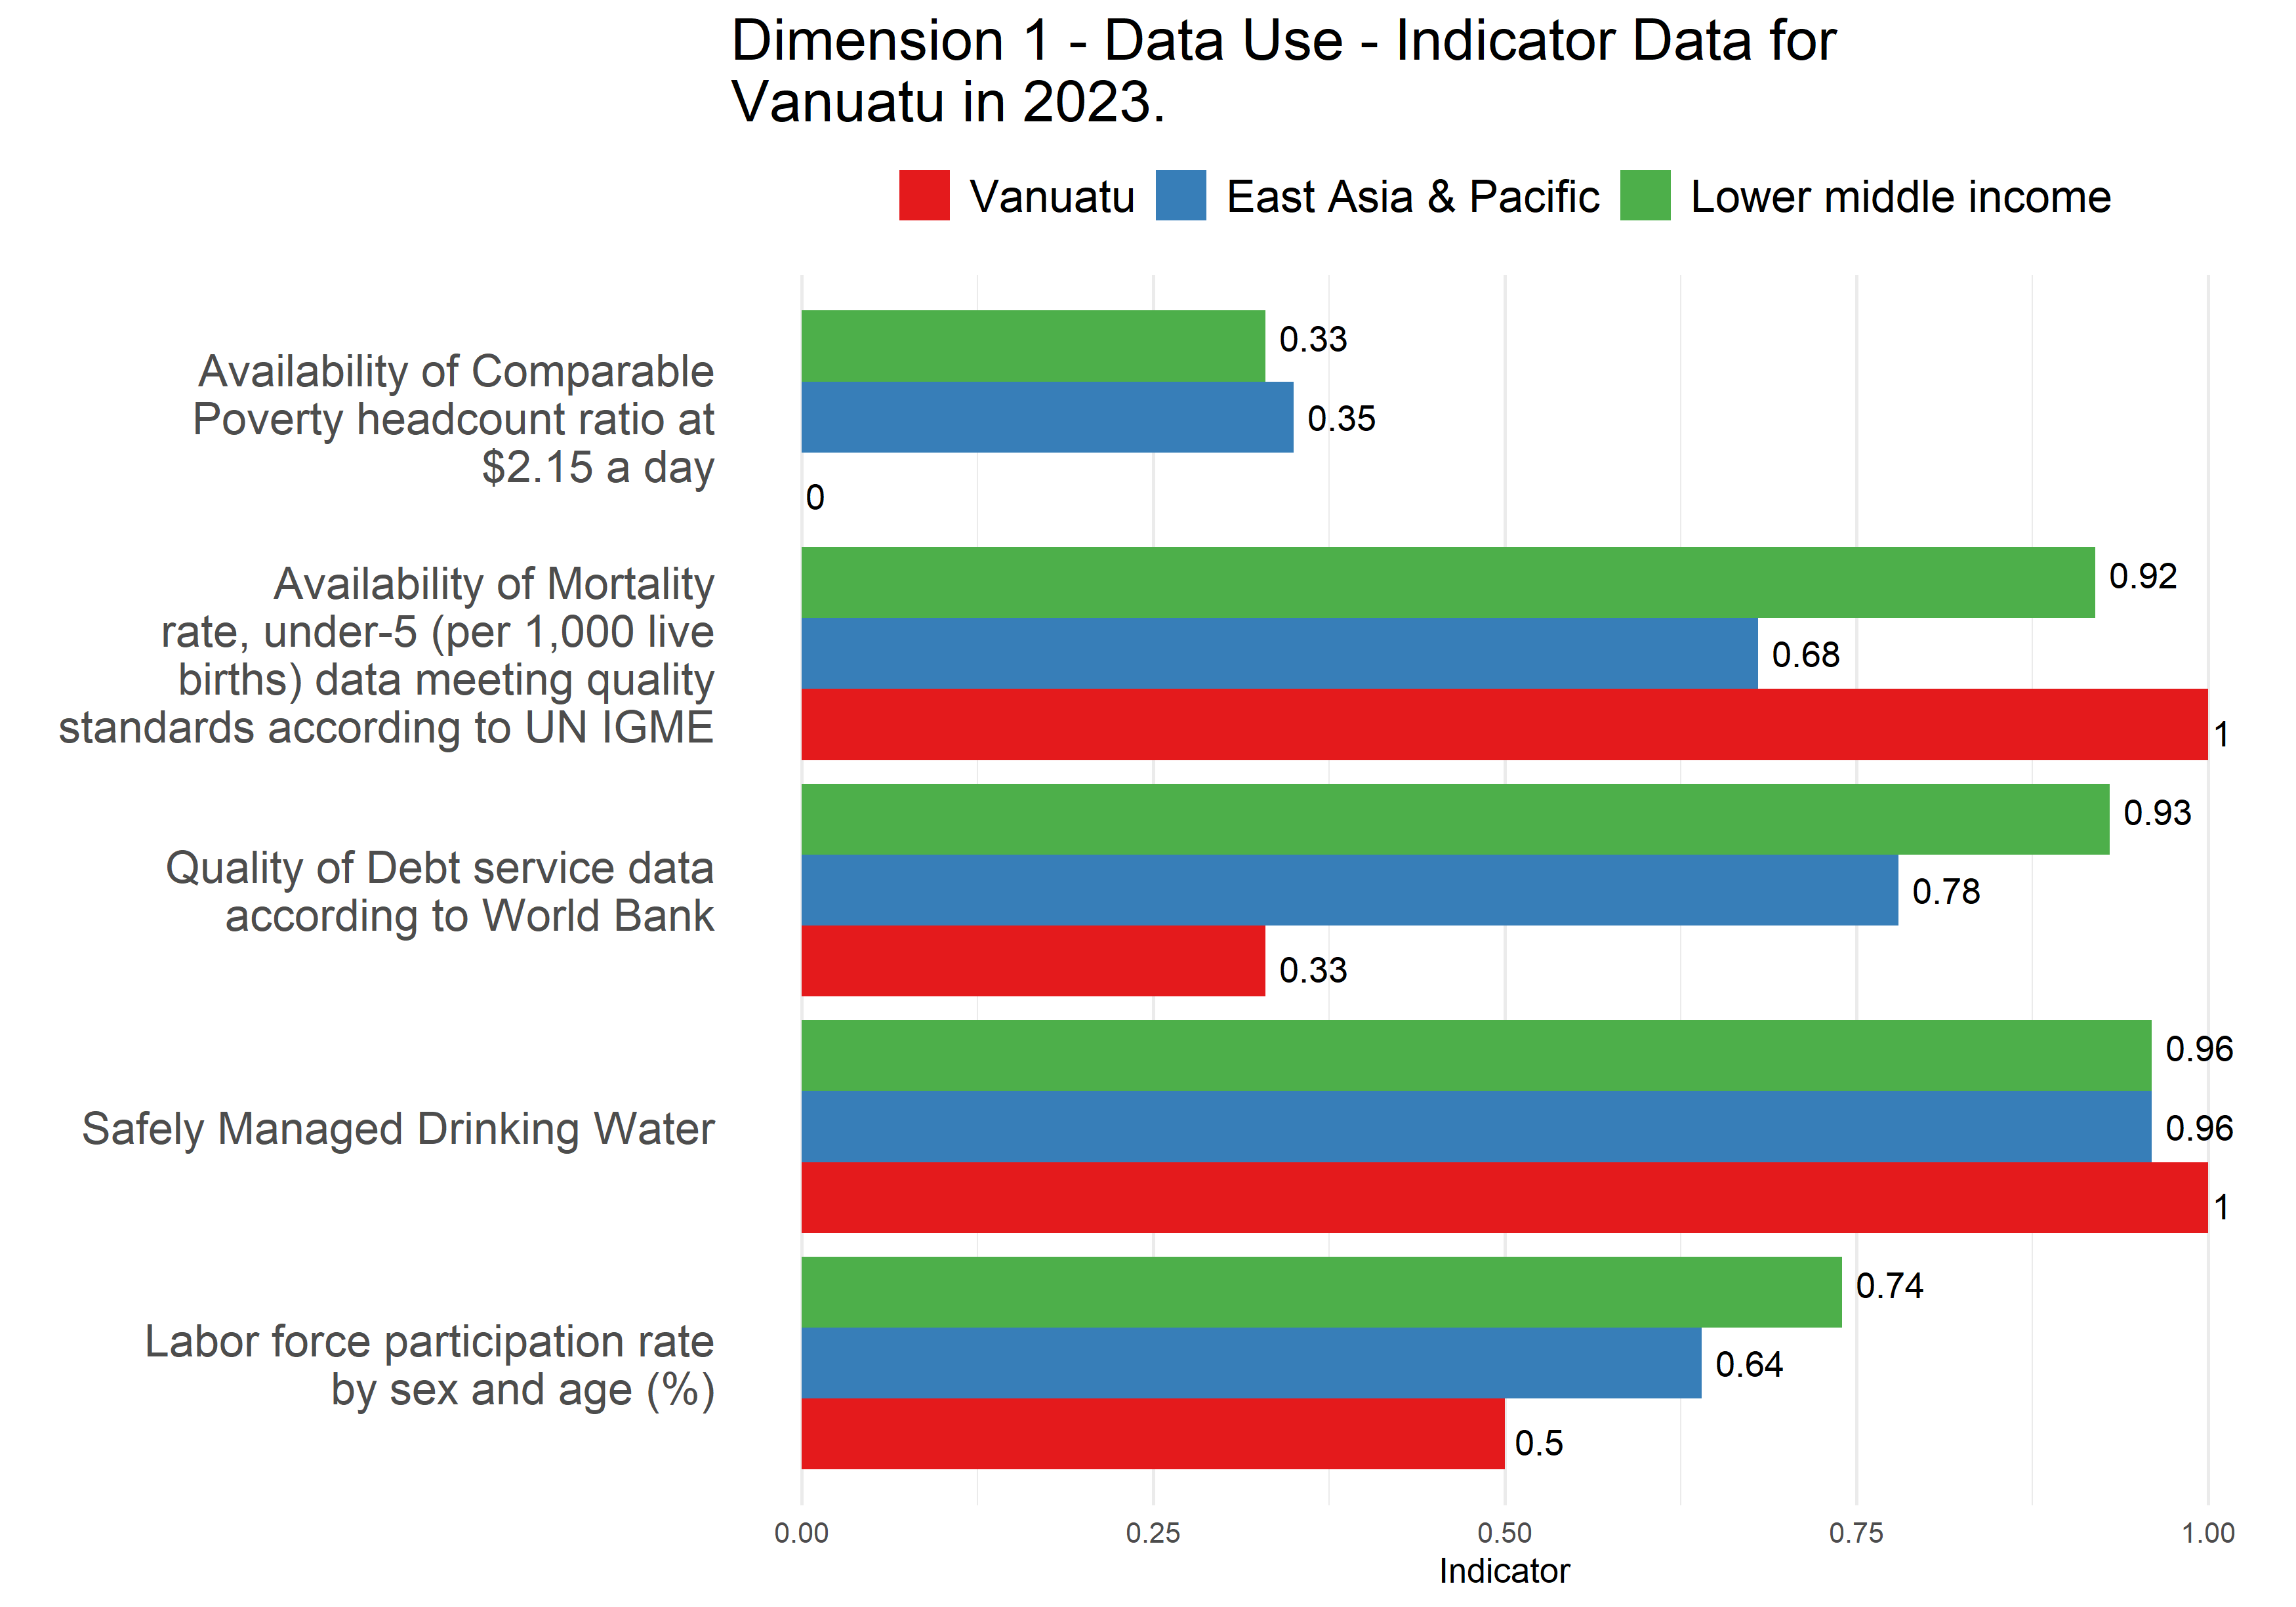 Dimension 1 - Data Use - Indicator Data for
Vanuatu in 2023.
Vanuatu East Asia & Pacific Lower middle income
Availability of Comparable
Poverty headcount ratio at
$2.15 a day
0.33
0.35
0
Availability of Mortality
rate, under-5 (per 1,000 live
births) data meeting quality
standards according to UN IGME
0.92
0.68
1
Quality of Debt service data
according to World Bank
0.93
0.78
0.33
Safely Managed Drinking Water
0.96
0.96
1
Labor force participation rate
by sex and age (%)
0.74
0.64
0.5
0.00 0.25 0.50 0.75 1.00
Indicator